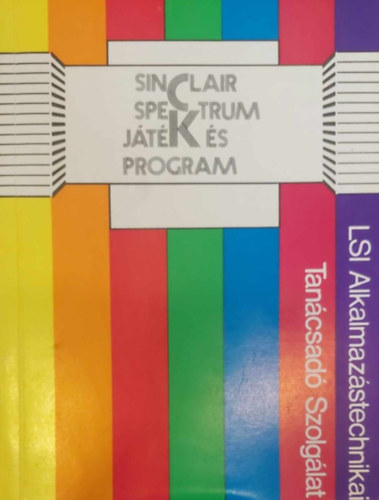 SINCLAIR
SPECTRUM
JÁTÉK ÉS
PROGRAM
LSI Alkalmazástechnikai
Tanácsadó Szolgálat